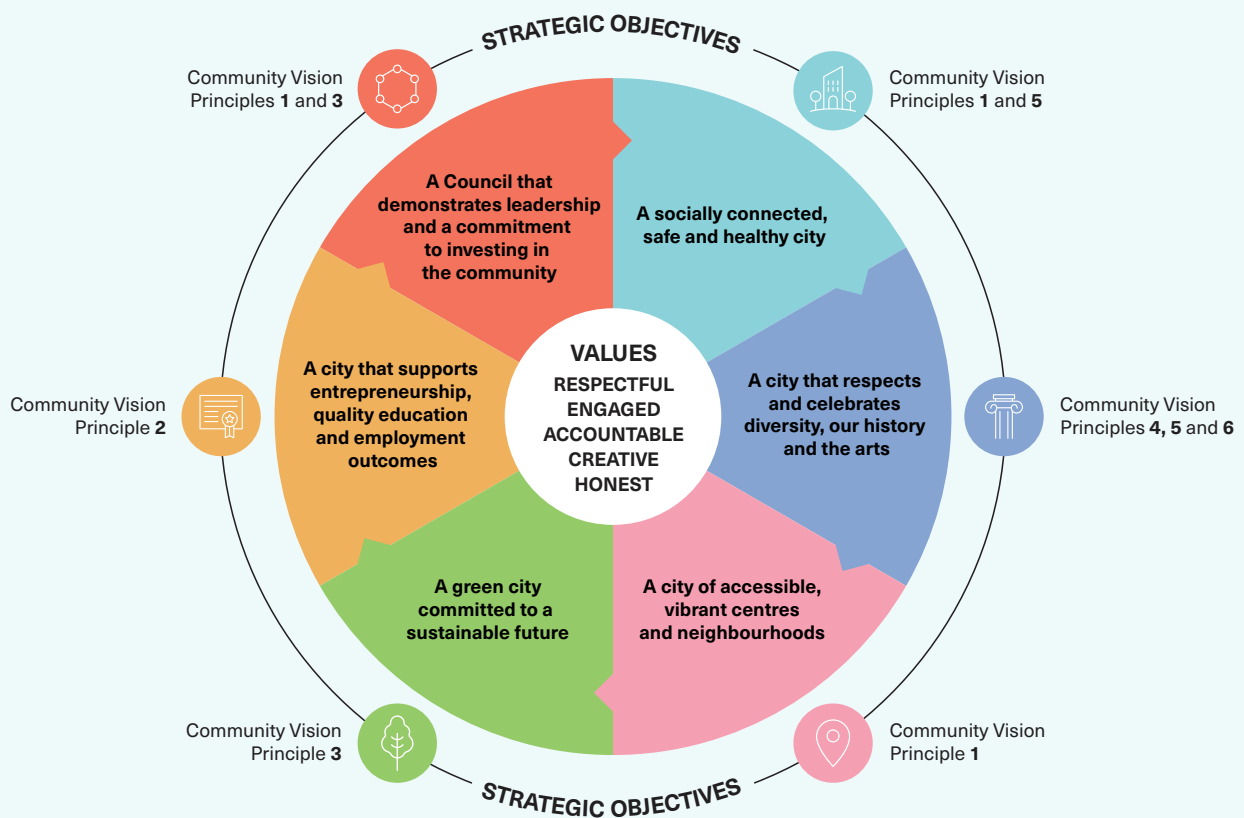 STRATEGIC OBJECTIVES
Community Vision
Principles 1 and 3
Community Vision
Principles 1 and 5
A Council that
demonstrates leadership
and a commitment
to investing in
the community
A socially connected,
safe and healthy city
Community Vision
Principle 2
A city that supports
entrepreneurship,
quality education
and employment
outcomes
VALUES
RESPECTFUL
ENGAGED
ACCOUNTABLE
CREATIVE
HONEST
A city that respects
and celebrates
diversity, our history
and the arts
Community Vision
Principles 4, 5 and 6
A green city
committed to a
sustainable future
A city of accessible,
vibrant centres
and neighbourhoods
Community Vision
Principle 3
Community Vision
Principle 1
STRATEGIC OBJECTIVES